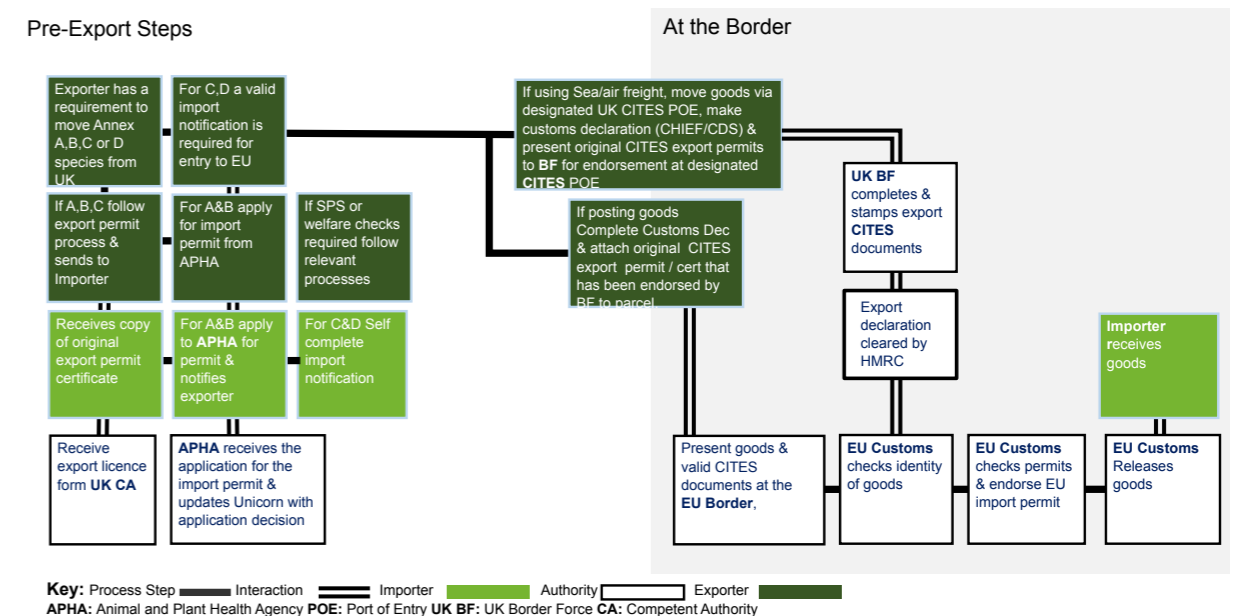 Pre-Export Steps
At the Border
Exporter has a
requirement to
move Annex
A,B,C or D
species from
UK
For C,D a valid
import
notification is
required for
entry to EU
If using Sea/air freight, move goods via
designated UK CITES POE, make
customs declaration (CHIEF/CDS) &
present original CITES export permits
to BF for endorsement at designated
CITES POE
If A,B,C follow
export permit
process &
sends to
Importer
For A&B apply
for import
permit from
APHA
If SPS or
welfare checks
required follow
relevant
processes
If posting goods
Complete Customs Dec
& attach original CITES
export permit / cert that
has been endorsed by
BF to parcel
UK BF
completes &
stamps export
CITES
documents
Export
declaration
cleared by
HMRC
Receives copy
of original
export permit
certificate
For A&B apply
to APHA for
permit &
notifies
exporter
For C&D Self
complete
import
notification
Importer
receives
goods
Receive
export licence
form UK CA
APHA receives the
application for the
import permit &
updates Unicorn with
application decision
Present goods &
valid CITES
documents at the
EU Border,
EU Customs
checks identity
of goods
EU Customs
checks permits
& endorse EU
import permit
EU Customs
Releases
goods
Key: Process Step Interaction Importer Authority Exporter
APHA: Animal and Plant Health Agency POE: Port of Entry UK BF: UK Border Force CA: Competent Authority